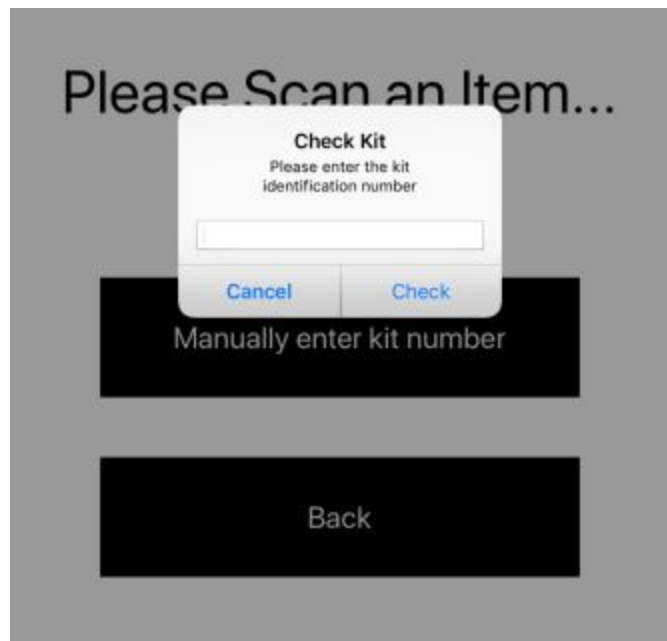 Please Scan an Item...
Check Kit
Please enter the kit
identification number
Cancel Check
Manually enter kit number
Back